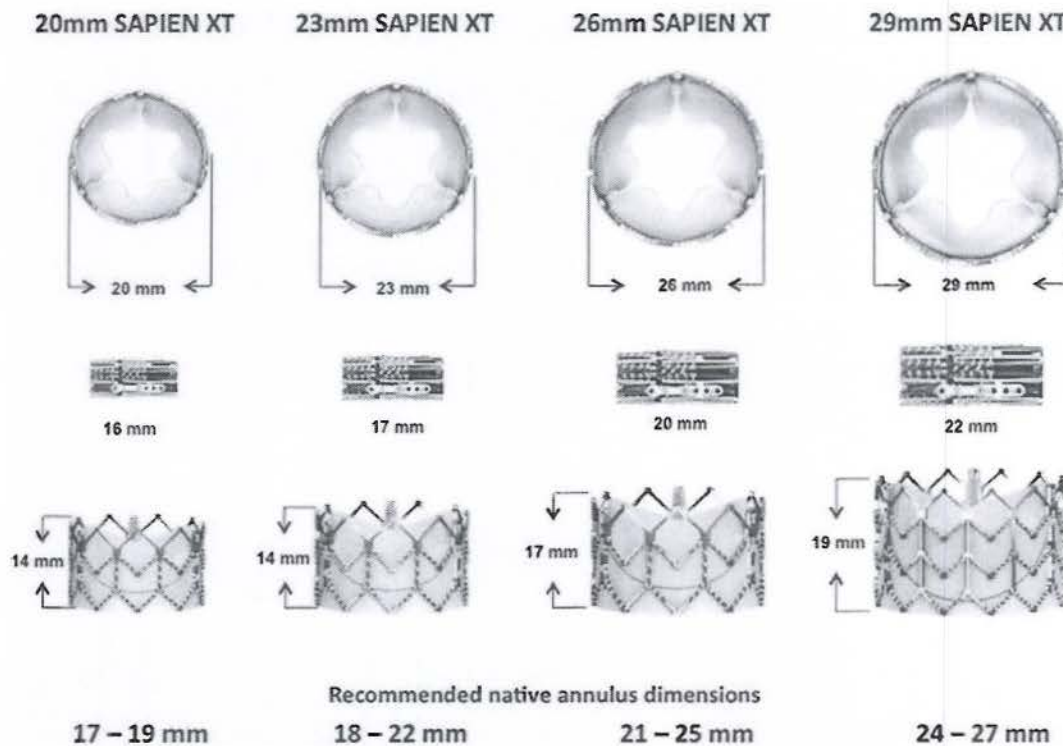 20mm SAPIEN XT 23mm SAPIEN XT 26mm SAPIEN XT 29mm SAPIEN XT
20 mm 23 mm 26 mm 29 mm
16 mm 17 mm 20 mm 22 mm
14 mm 14 mm 17 mm 19 mm
Recommended native annulus dimensions
17 – 19 mm 18 – 22 mm 21 – 25 mm 24 – 27 mm